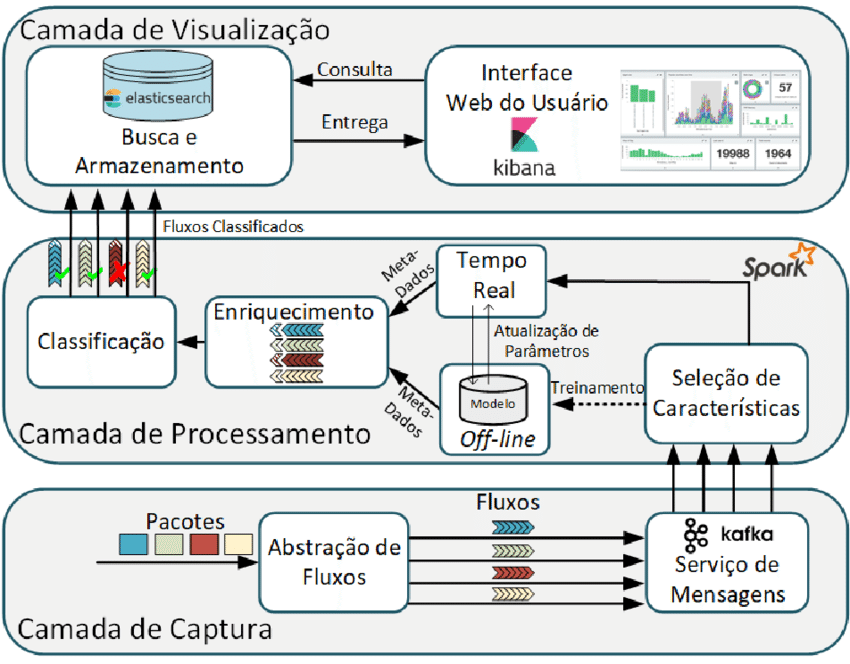 Camada de Visualização
elasticsearch
Busca e
Armazenamento
Consulta
Entrega
Interface
Web do Usuário
kibana
57
19988
1964
Fluxos Classificados
Spark
Classificação
Enriquecimento
Meta-
Dados
Tempo
Real
Atualização de
Parâmetros
Meta-
Dados
Modelo
Off-line
Treinamento
Seleção de
Características
Camada de Processamento
Pacotes
Abstração de
Fluxos
Fluxos
kafka
Serviço de
Mensagens
Camada de Captura